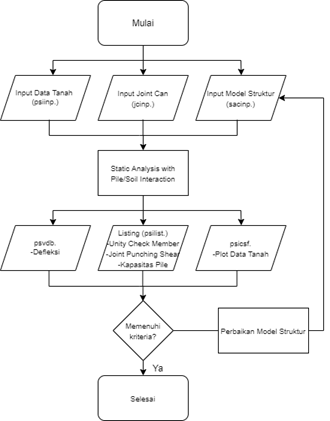 Mulai
Input Data Tanah
(psiinp.)
Input Joint Can
(jcinp.)
Input Model Struktur
(sacinp.)
Static Analysis with
Pile/Soil Interaction
psvdb.
-Defleksi
Listing (psilist.)
-Unity Check Member
-Joint Punching Shear
-Kapasitas Pile
psicsf.
-Plot Data Tanah
Memenuhi
kriteria?
Perbaikan Model Struktur
Ya
Selesai